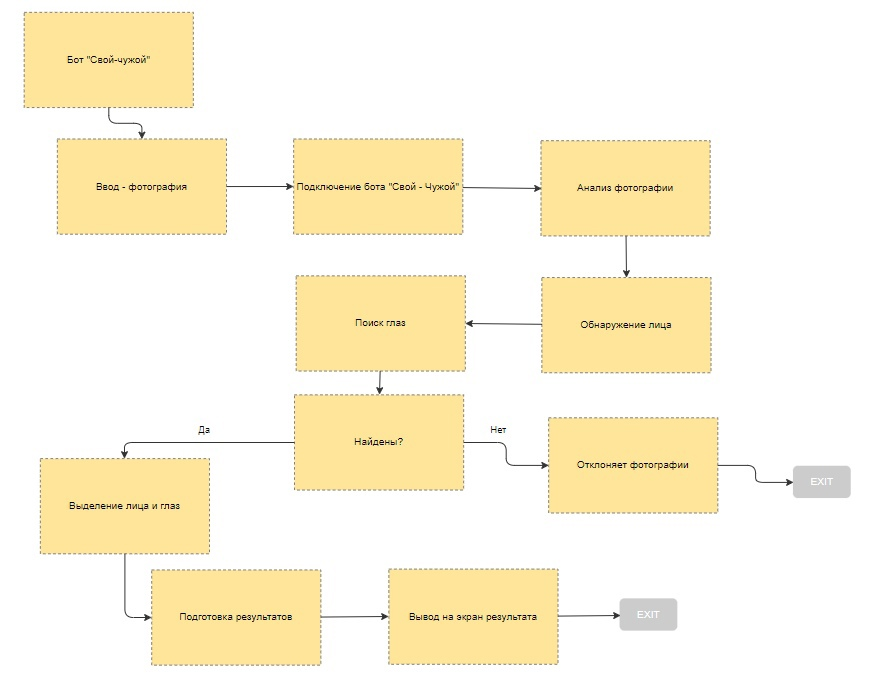 Бот "Свой-чужой"
Ввод - фотография
Подключение бота "Свой - Чужой"
Анализ фотографии
Поиск глаз
Обнаружение лица
Да
Нет
Найдены?
Отклоняет фотографии
EXIT
Выделение лица и глаз
Подготовка результатов
Вывод на экран результата
EXIT